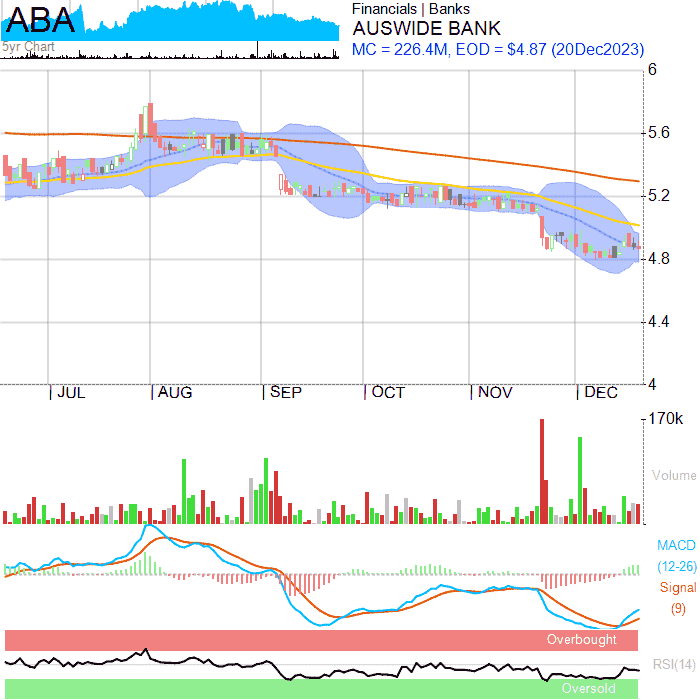 ABA
5yr Chart
Financials | Banks
AUSWIDE BANK
MC = 226.4M, EOD = $4.87 (20Dec2023)
6
5.6
5.2
4.8
4.4
4
JUL AUG SEP OCT NOV DEC
170k
Volume
MACD
(12-26)
Signal
(9)
Overbought
RSI(14)
Oversold